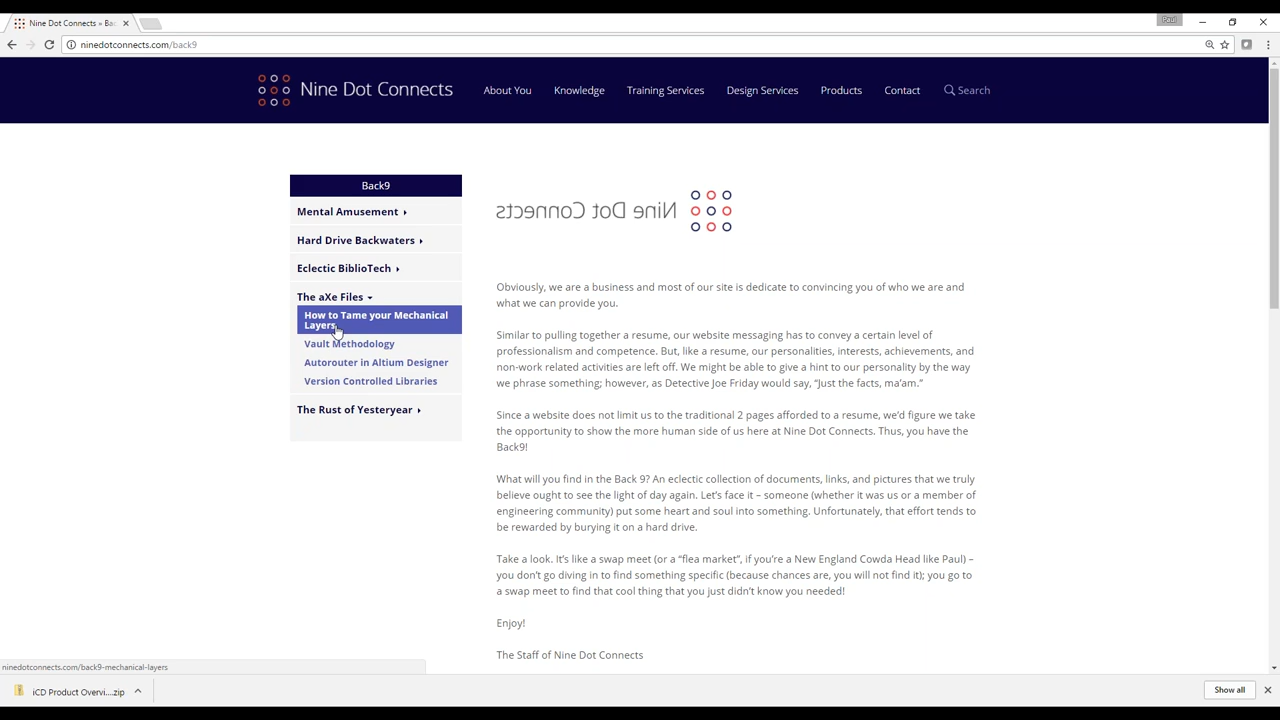 Nine Dot Connects » Bac
Paul
ninedotconnects.com/back9
Nine Dot Connects
About You
Knowledge
Training Services
Design Services
Products
Contact
Search
Back9
Mental Amusement
Hard Drive Backwaters
Eclectic BiblioTech
The aXe Files
How to Tame your Mechanical
Layers
Vault Methodology
Autorouter in Altium Designer
Version Controlled Libraries
The Rust of Yesteryear
Nine Dot Connects
Obviously, we are a business and most of our site is dedicate to convincing you of who we are and
what we can provide you.
Similar to pulling together a resume, our website messaging has to convey a certain level of
professionalism and competence. But, like a resume, our personalities, interests, achievements, and
non-work related activities are left off. We might be able to give a hint to our personality by the way
we phrase something; however, as Detective Joe Friday would say, “Just the facts, ma’am.”
Since a website does not limit us to the traditional 2 pages afforded to a resume, we’d figure we take
the opportunity to show the more human side of us here at Nine Dot Connects. Thus, you have the
Back9!
What will you find in the Back 9? An eclectic collection of documents, links, and pictures that we truly
believe ought to see the light of day again. Let’s face it – someone (whether it was us or a member of
engineering community) put some heart and soul into something. Unfortunately, that effort tends to
be rewarded by burying it on a hard drive.
Take a look. It’s like a swap meet (or a “flea market”, if you’re a New England Cowda Head like Paul) –
you don’t go diving in to find something specific (because chances are, you will not find it); you go to
a swap meet to find that cool thing that you just didn’t know you needed!
Enjoy!
The Staff of Nine Dot Connects
ninedotconnects.com/back9-mechanical-layers
iCD Product Overvi....zip
Show all